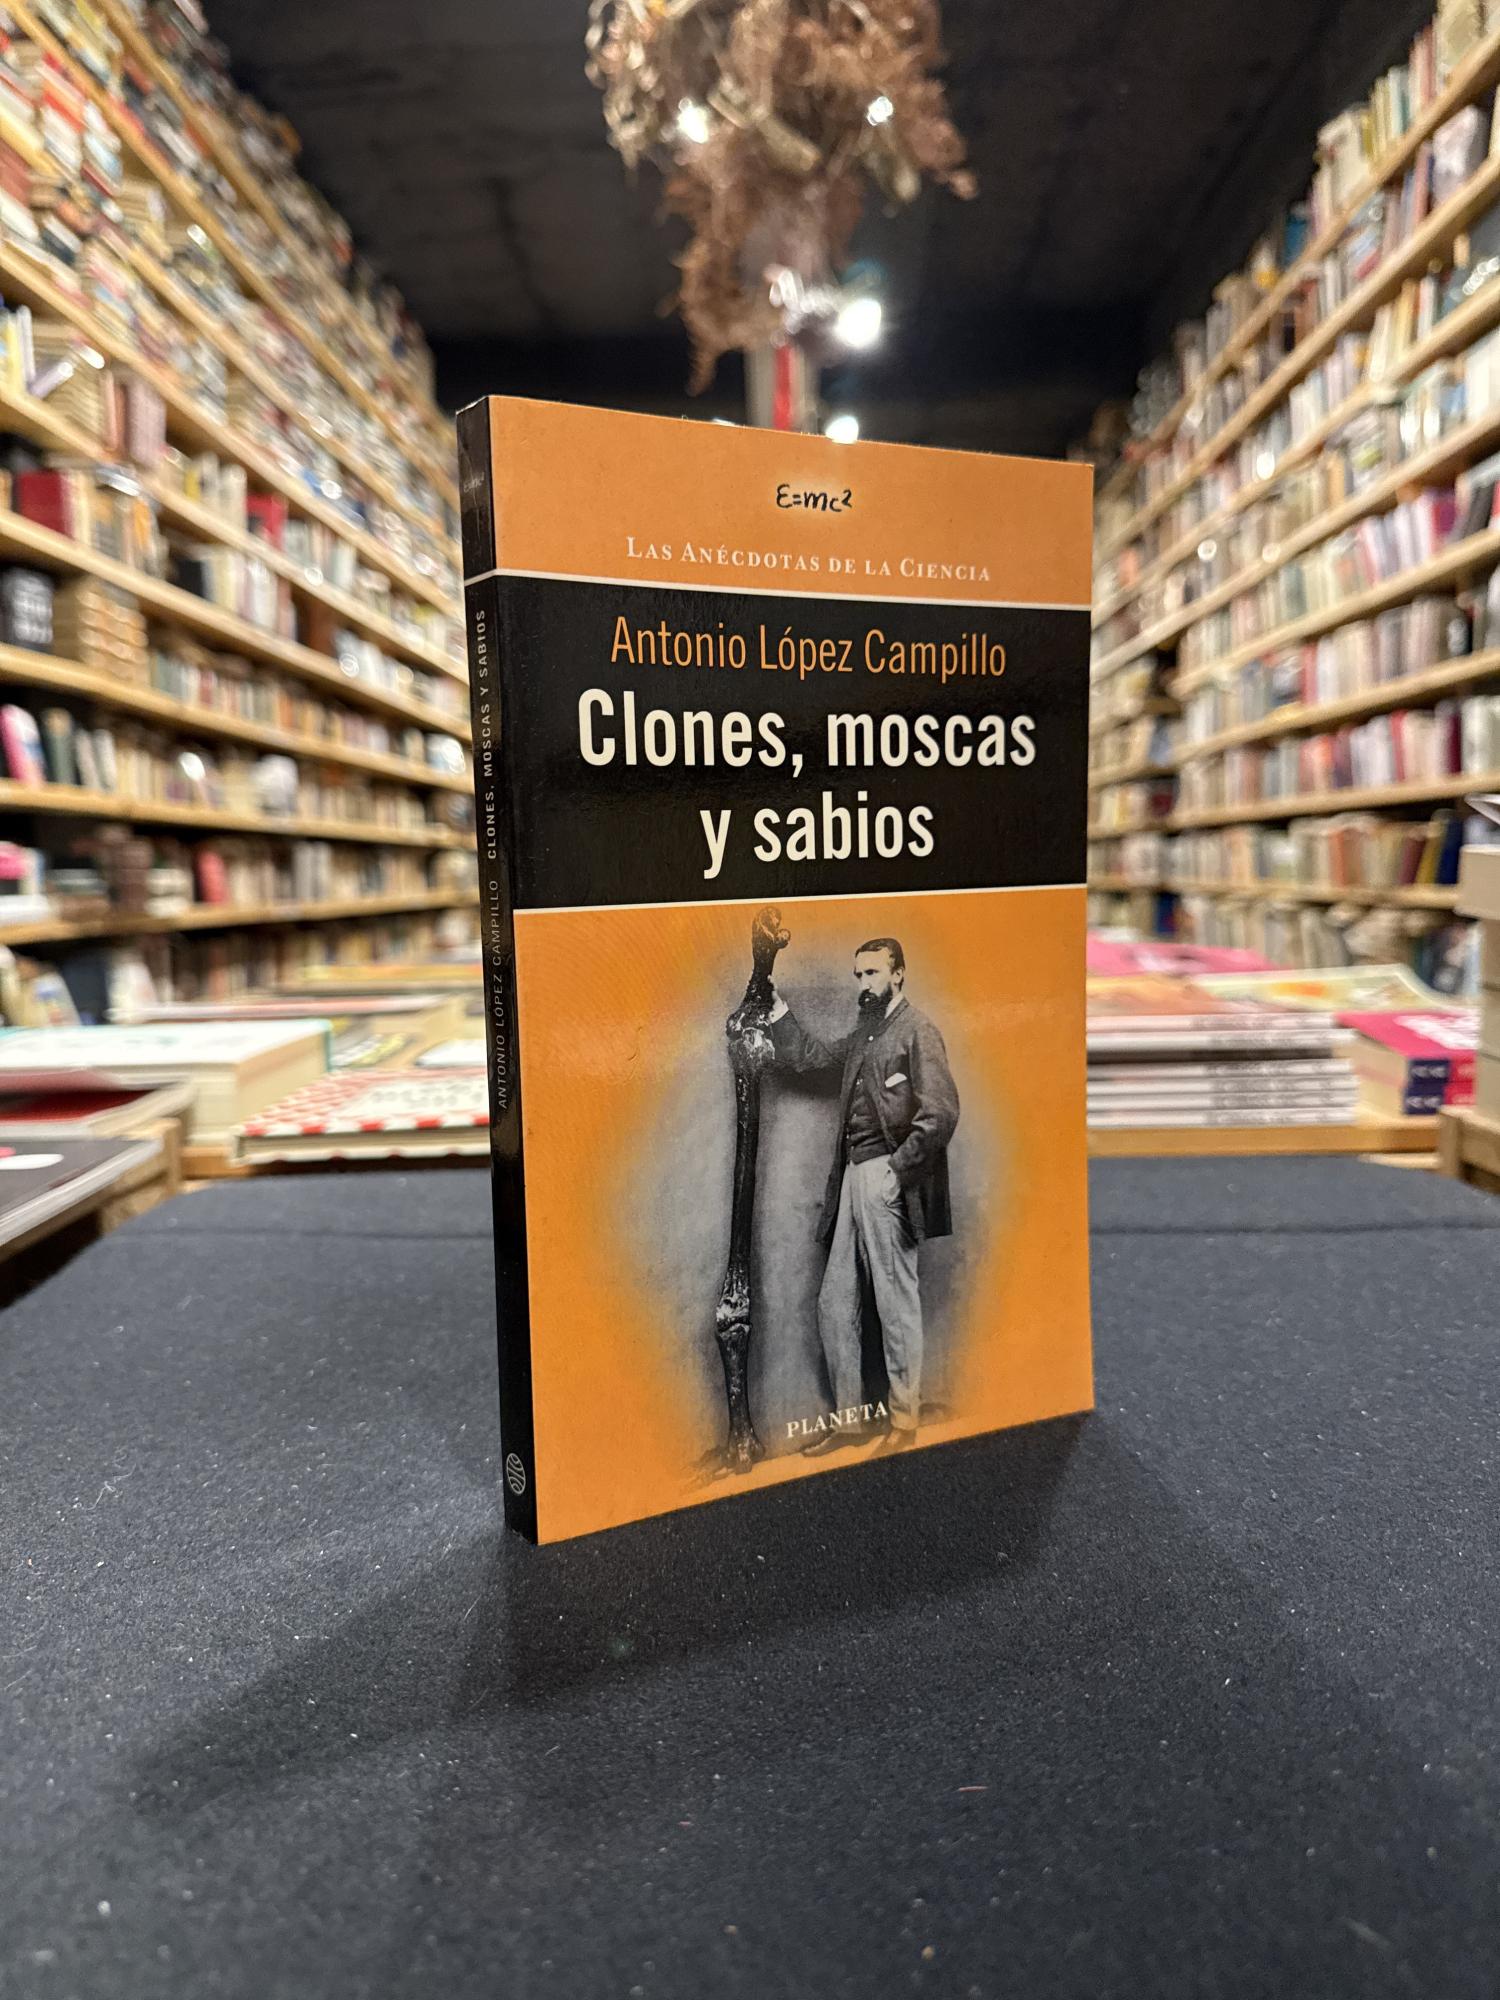 E=mc²
Las Anécdotas de la Ciencia
Antonio López Campillo
Clones, moscas
y sabios
PLANETA
ANTONIO LÓPEZ CAMPILLO CLONES, MOSCAS Y SABIOS